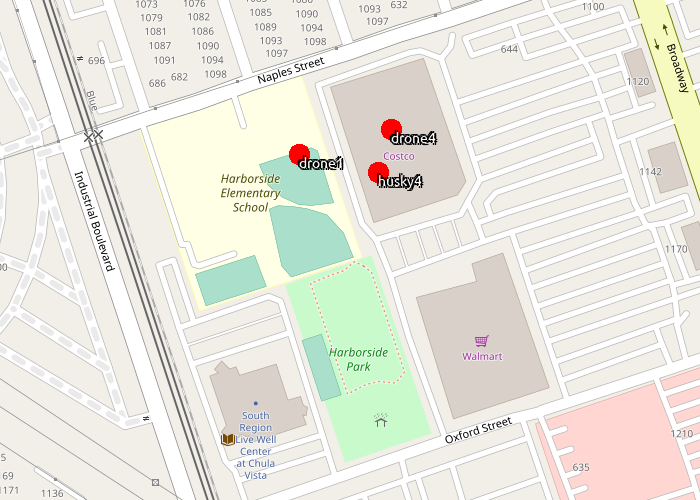 1073
1079
1081
1087
1091
1076
1082
1086
1090
1094
1098
686
682
696
1085
1089
1093
1097
1090
1094
1098
1093
1097
632
1100
644
Broadway
1120
1142
1170
Naples Street
Blue
Industrial Boulevard
drone4
Costco
husky4
drone1
Harborside
Elementary
School
00
Harborside
Park
Walmart
South
Region
Live Well
Center
at Chula
Vista
Oxford Street
635
1210
169
1171
1136